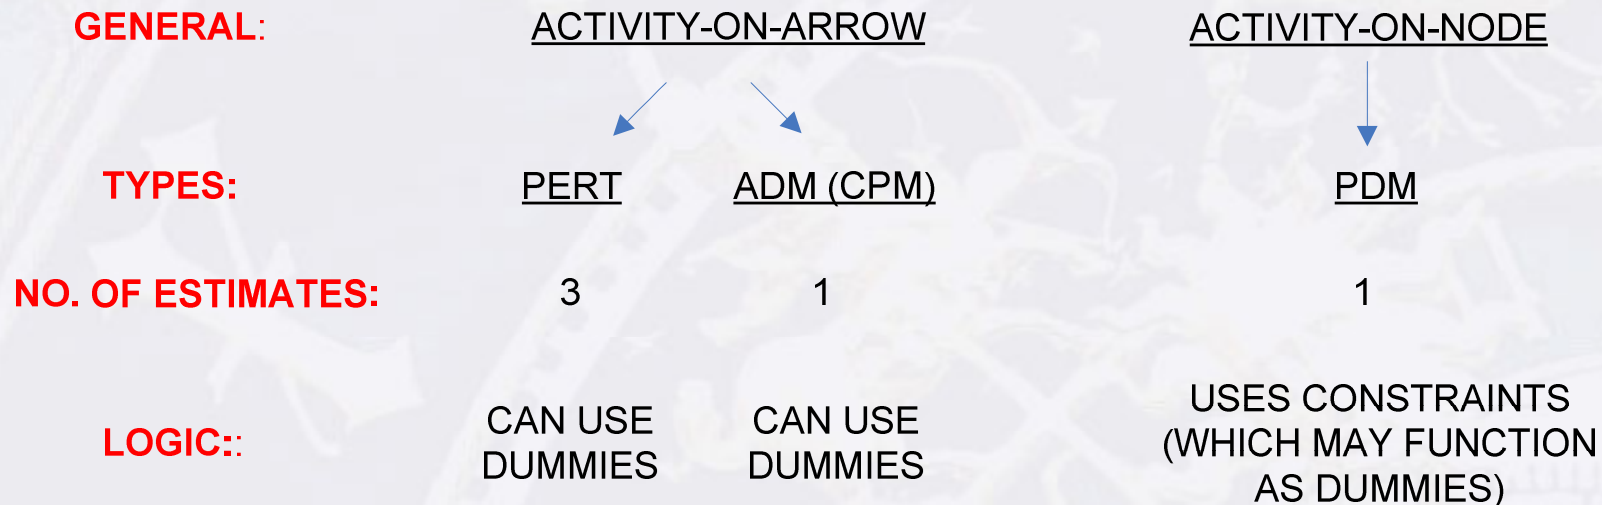 GENERAL: ACTIVITY-ON-ARROW ACTIVITY-ON-NODE
TYPES: PERT ADM (CPM) PDM
NO. OF ESTIMATES: 3 1 1
LOGIC:: CAN USE DUMMIES CAN USE DUMMIES USES CONSTRAINTS (WHICH MAY FUNCTION AS DUMMIES)